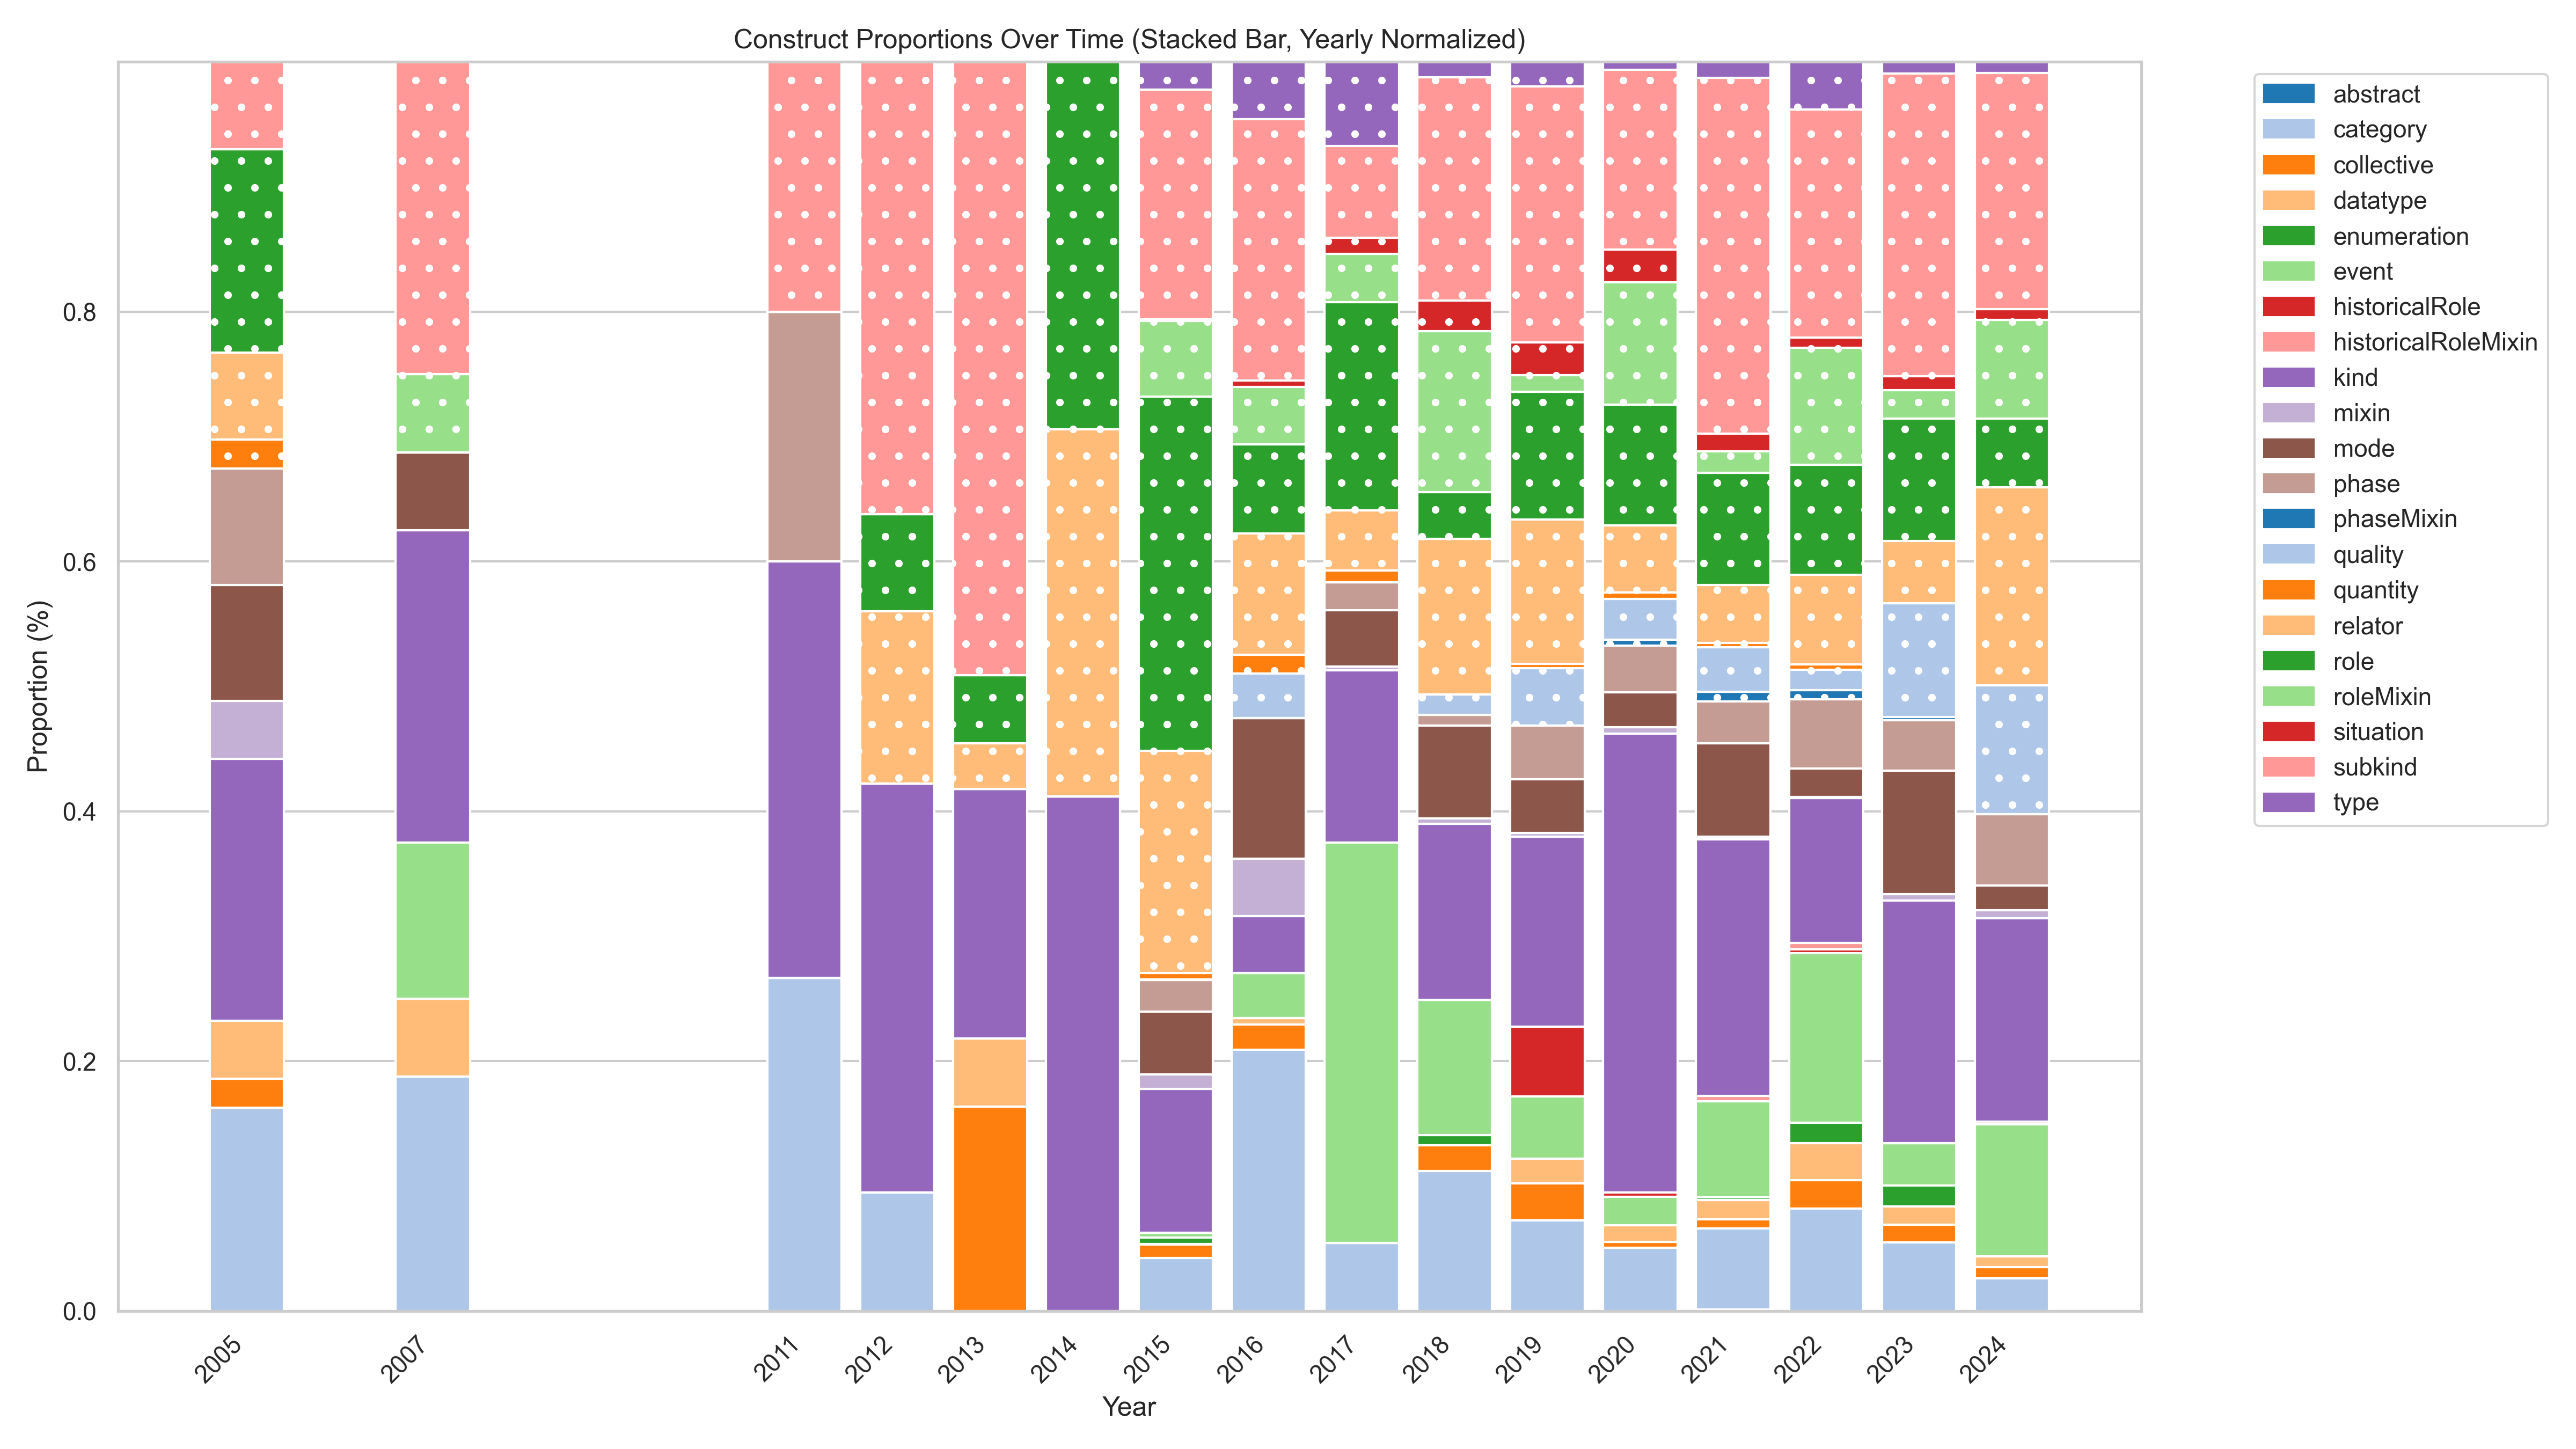 Construct Proportions Over Time (Stacked Bar, Yearly Normalized)
Proportion (%)
0.8
0.6
0.4
0.2
0.0
2005
2007
2011
2012
2013
2014
2015
2016
2017
2018
2019
2020
2021
2022
2023
2024
Year
abstract
category
collective
datatype
enumeration
event
historicalRole
historicalRoleMixin
kind
mixin
mode
phase
phaseMixin
quality
quantity
relator
role
roleMixin
situation
subkind
type